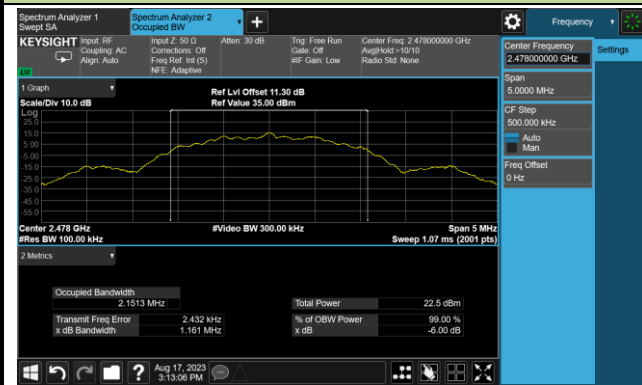 Spectrum Analyzer 1
Swept SA
Spectrum Analyzer 2
Occupied BW
Frequency
KEYSIGHT
Input: RF
Coupling: AC
Align: Auto
Input Z: 50 Ω
Corrections: Off
Freq Ref: Int (S)
NFE: Adaptive
Atten: 30 dB
Trig: Free Run
Gate: Off
#IF Gain: Low
Center Freq: 2.478000000 GHz
Avg|Hold:>10/10
Radio Std: None
Center Frequency
2.478000000 GHz
Settings
Span
5.0000 MHz
CF Step
500.000 kHz
Auto
Man
Freq Offset
0 Hz
1 Graph
Scale/Div 10.0 dB
Ref Lvl Offset 11.30 dB
Ref Value 35.00 dBm
Log
25.0
15.0
5.00
-5.00
-15.0
-25.0
-35.0
-45.0
-55.0
Center 2.478 GHz
#Res BW 100.00 kHz
#Video BW 300.00 kHz
Span 5 MHz
Sweep 1.07 ms (2001 pts)
2 Metrics
Occupied Bandwidth
2.1513 MHz
Total Power 22.5 dBm
Transmit Freq Error 2.432 kHz
% of OBW Power 99.00 %
x dB Bandwidth 1.161 MHz
x dB -6.00 dB
Aug 17, 2023
3:13:06 PM